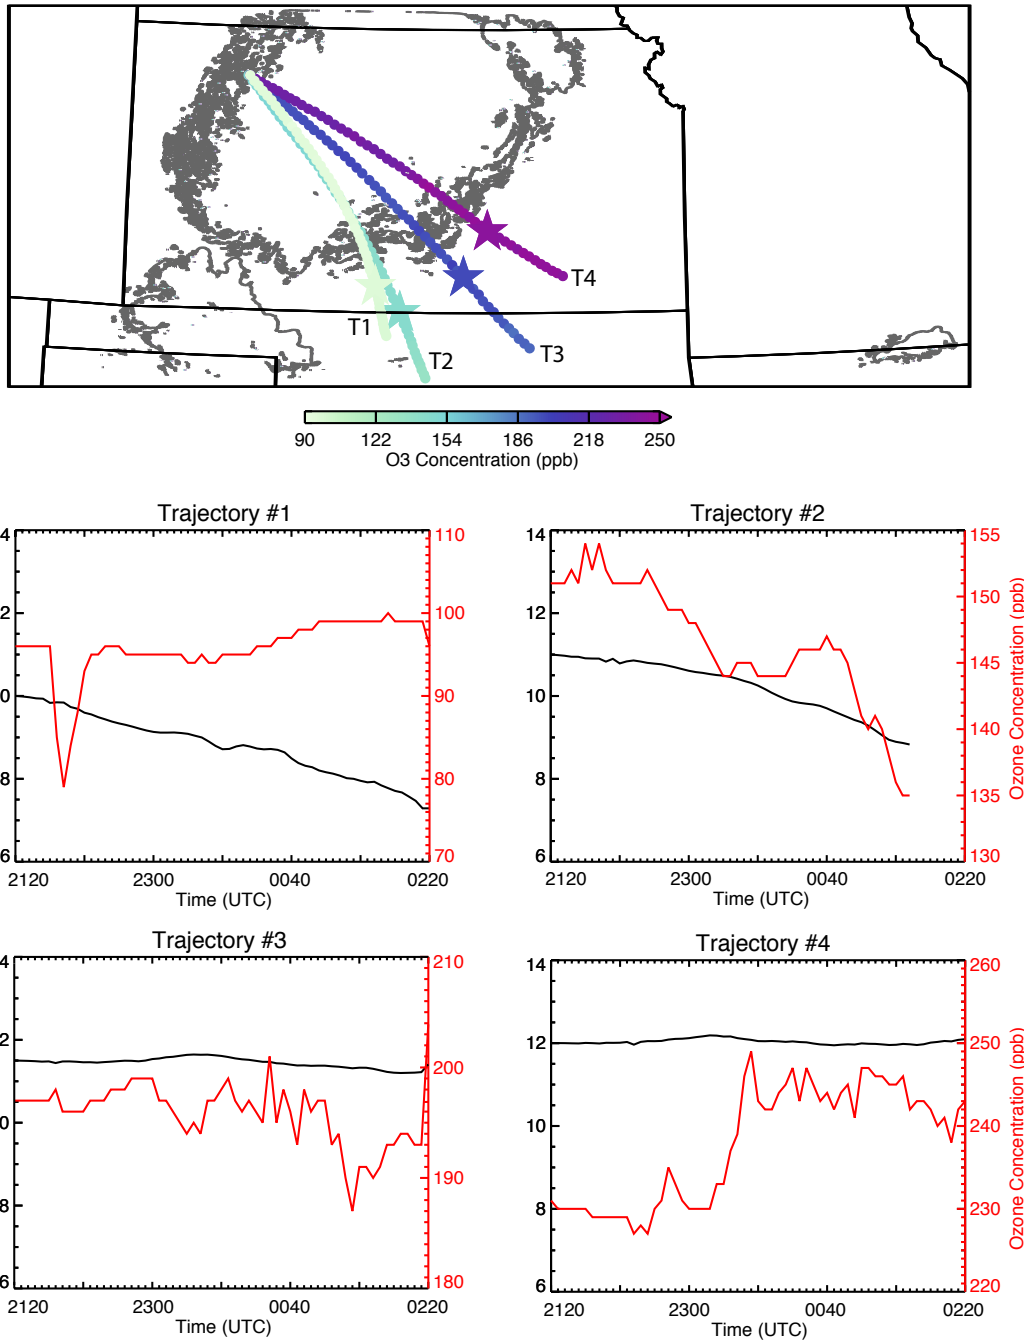 T4
T1
T3
T2
90 122 154 186 218 250
O3 Concentration (ppb)
Trajectory #1
4
2
0
8
6
110
100
90
80
70
2120 2300 0040 0220
Time (UTC)
Trajectory #2
14
12
10
8
6
155
150
145
140
135
130
Ozone Concentration (ppb)
2120 2300 0040 0220
Time (UTC)
Trajectory #3
4
2
0
8
6
210
200
190
180
2120 2300 0040 0220
Time (UTC)
Trajectory #4
14
12
10
8
6
260
250
240
230
220
Ozone Concentration (ppb)
2120 2300 0040 0220
Time (UTC)